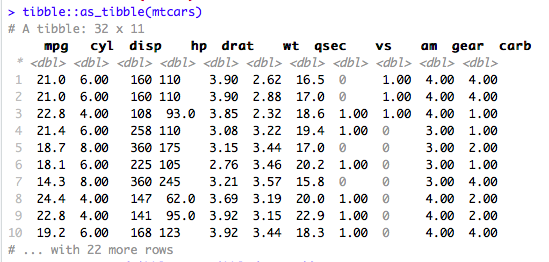 > tibble::as_tibble(mtcars)
# A tibble: 32 x 11
mpg cyl disp hp drat wt qsec vs am gear carb
* <dbl> <dbl> <dbl> <dbl> <dbl> <dbl> <dbl> <dbl> <dbl> <dbl> <dbl>
1 21.0 6.00 160 110 3.90 2.62 16.5 0 1.00 4.00 4.00
2 21.0 6.00 160 110 3.90 2.88 17.0 0 1.00 4.00 4.00
3 22.8 4.00 108 93.0 3.85 2.32 18.6 1.00 1.00 4.00 1.00
4 21.4 6.00 258 110 3.08 3.22 19.4 1.00 0 3.00 1.00
5 18.7 8.00 360 175 3.15 3.44 17.0 0 0 3.00 2.00
6 18.1 6.00 225 105 2.76 3.46 20.2 1.00 0 3.00 1.00
7 14.3 8.00 360 245 3.21 3.57 15.8 0 0 3.00 4.00
8 24.4 4.00 147 62.0 3.69 3.19 20.0 1.00 0 4.00 2.00
9 22.8 4.00 141 95.0 3.92 3.15 22.9 1.00 0 4.00 2.00
10 19.2 6.00 168 123 3.92 3.44 18.3 1.00 0 4.00 4.00
# ... with 22 more rows